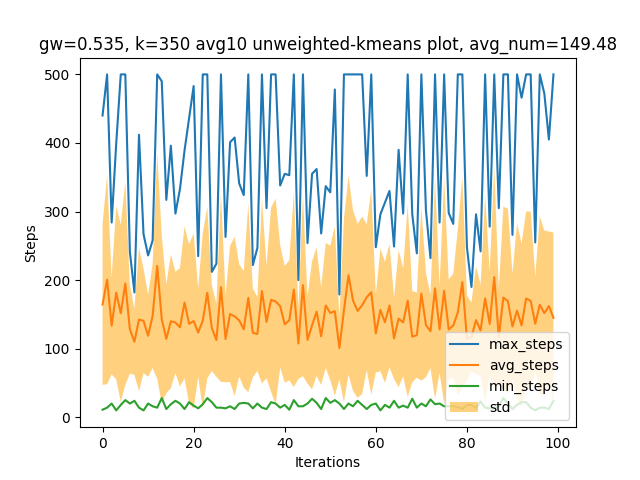 gw=0.535, k=350 avg10 unweighted-kmeans plot, avg_num=149.48
500
400
300
200
100
0
Steps
0 20 40 60 80 100
Iterations
max_steps
avg_steps
min_steps
std